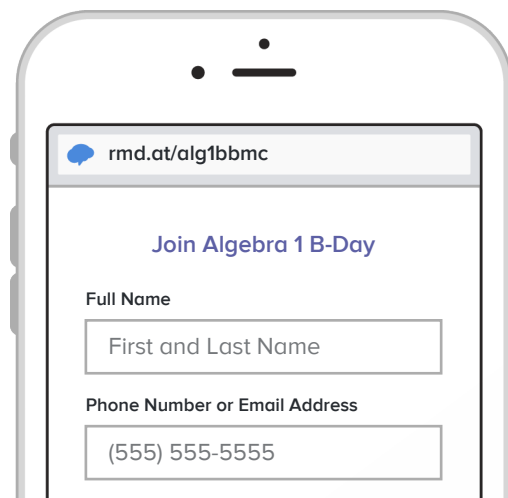 rmd.at/alg1bbmc
Join Algebra 1 B-Day
Full Name
First and Last Name
Phone Number or Email Address
(555) 555-5555